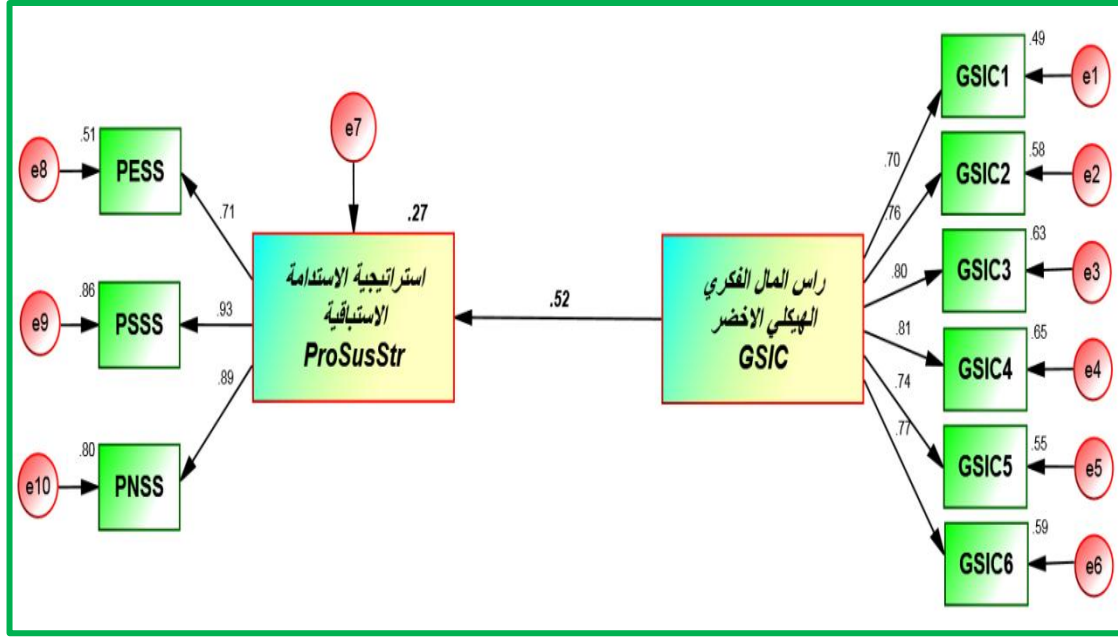 .49
GSIC1
e1
.51
PESS
e8
e7
.70
.58
GSIC2
e2
.71
.76
.27
.63
GSIC3
e3
استراتيجية الاستدامة
الاستباقية
ProSusStr
راس المال الفكري
الهيكلي الاخضر
GSIC
.80
.86
PSSS
e9
.93
.52
.81
.65
GSIC4
e4
.74
.89
.77
.55
GSIC5
e5
.80
PNSS
e10
.59
GSIC6
e6